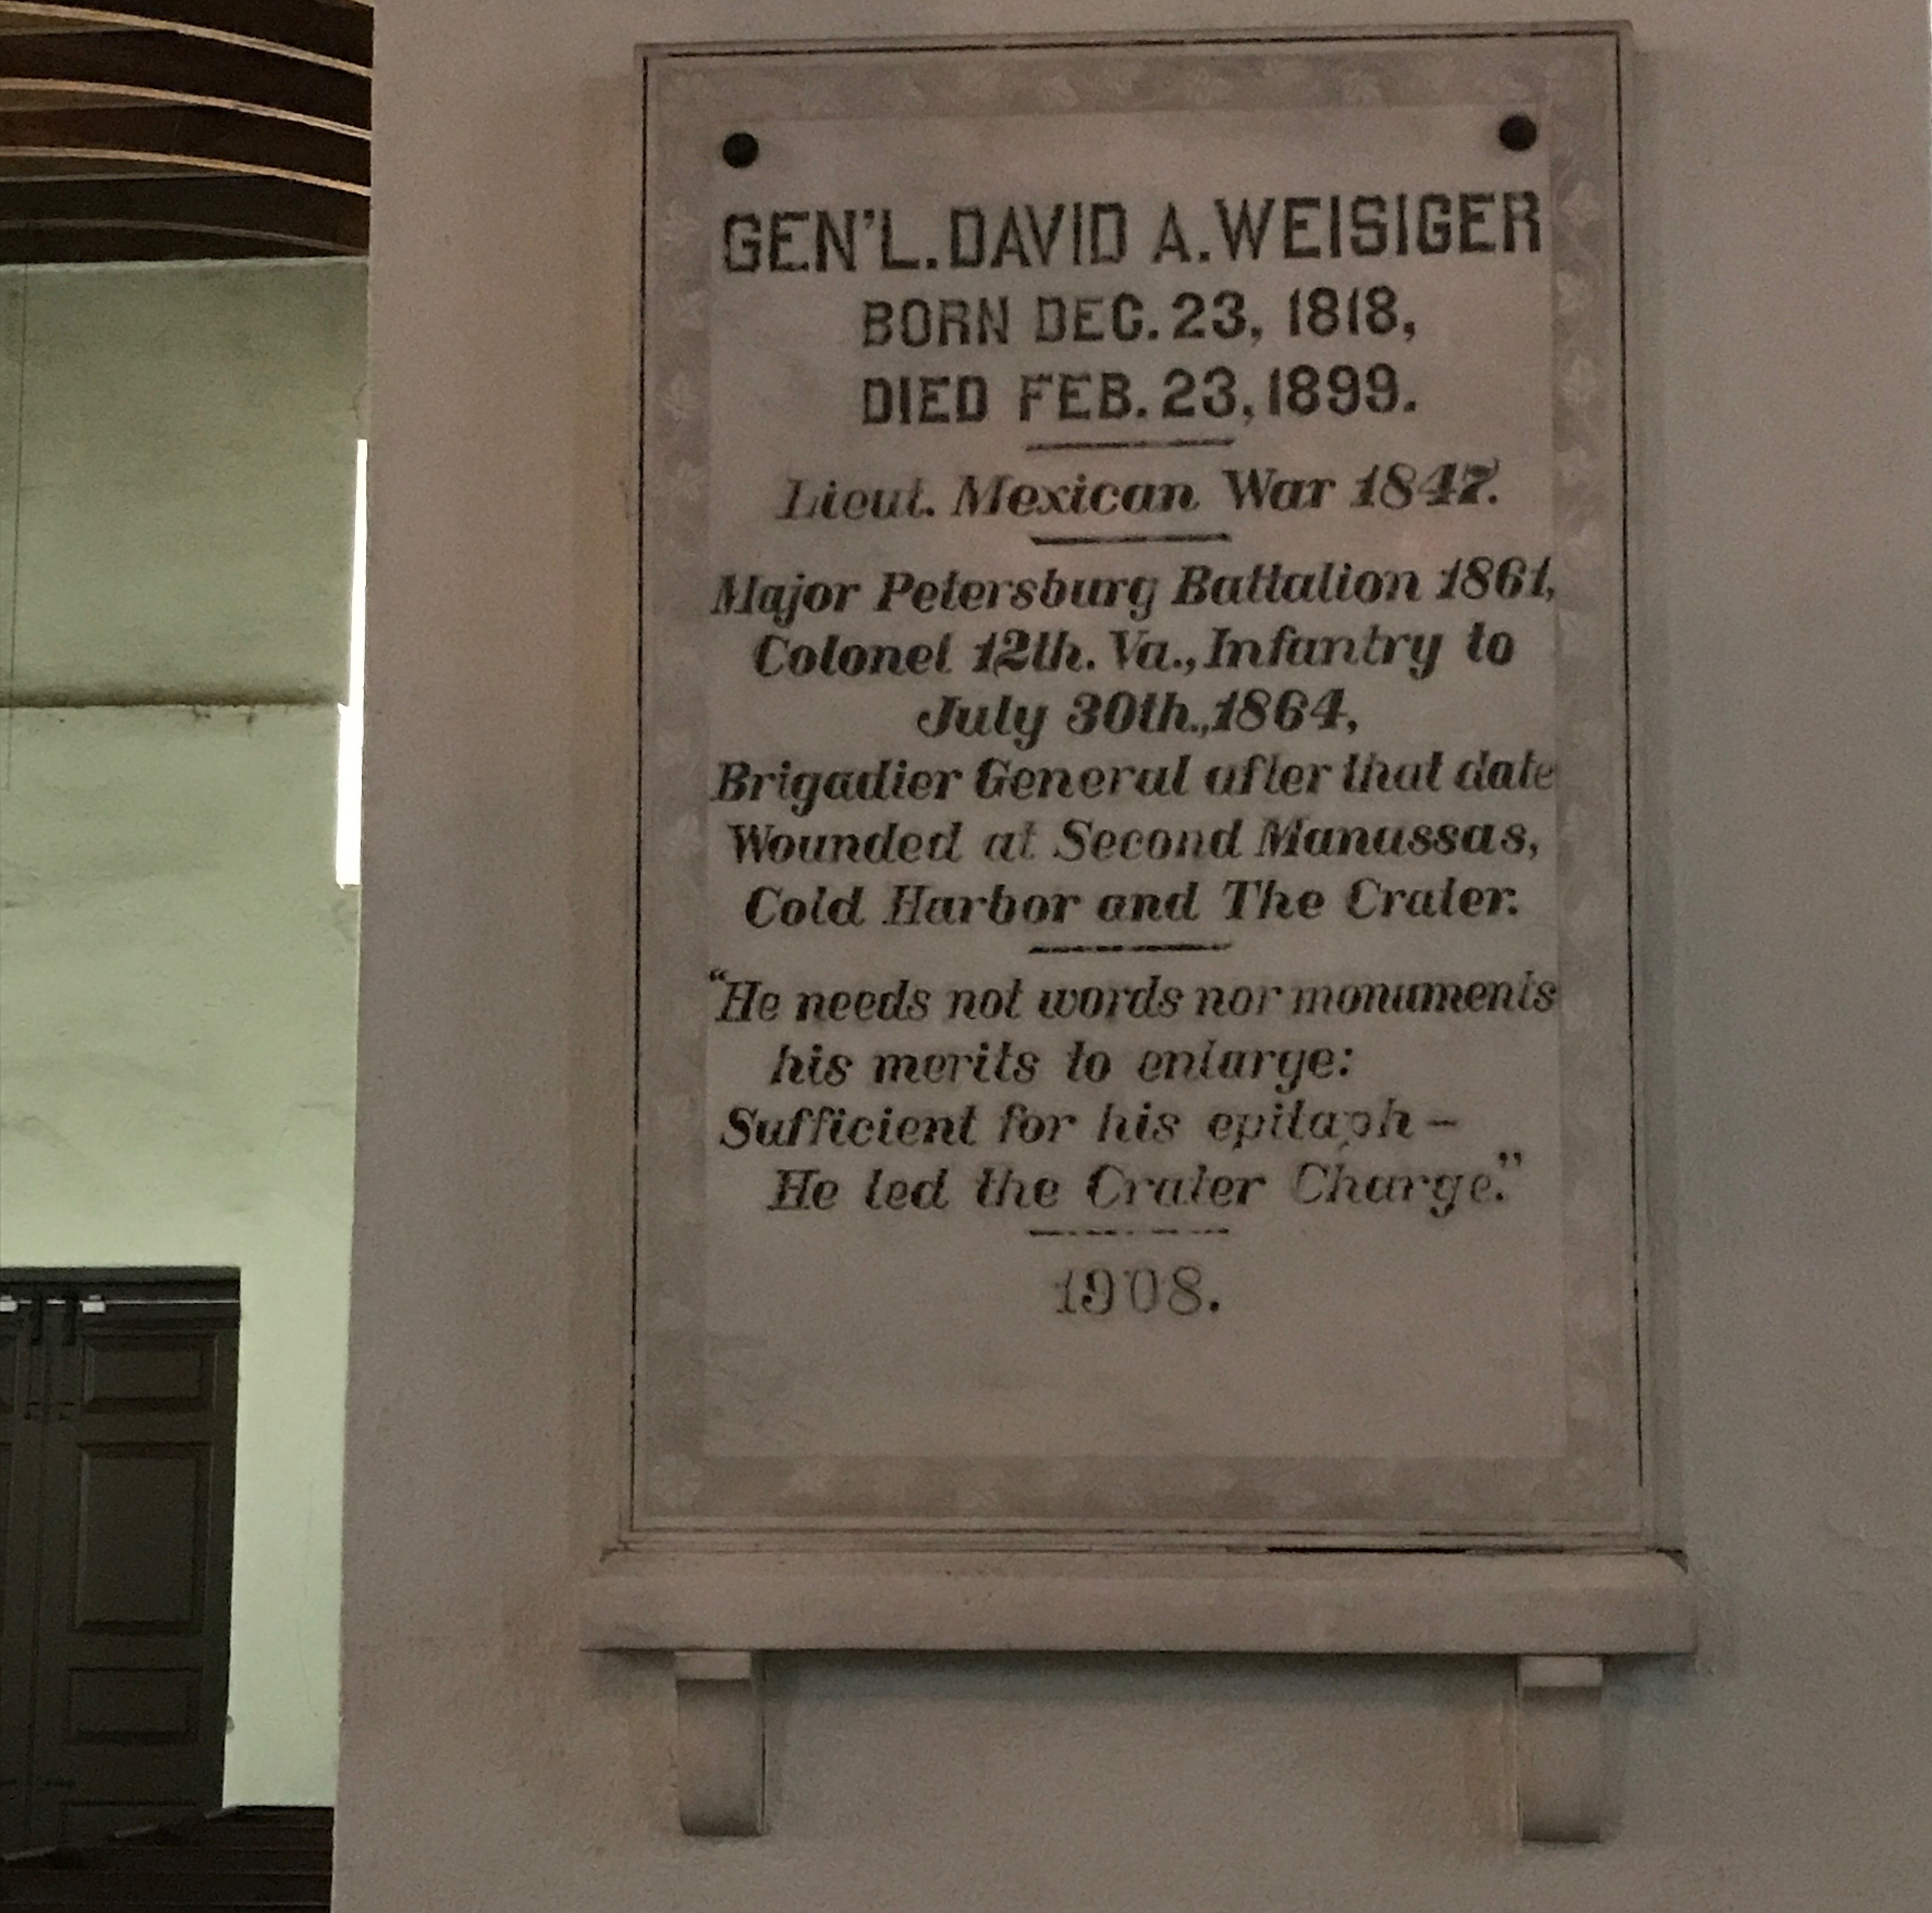 GEN'L. DAVID A. WEISIGER
BORN DEC. 23, 1818,
DIED FEB. 23, 1899.
Lieut. Mexican War 1847.
Major Petersburg Battalion 1861,
Colonel 12th. Va., Infantry to
July 30th., 1864,
Brigadier General after that date
Wounded at Second Manassas,
Cold Harbor and The Crater.
"He needs not words nor monuments
his merits to enlarge:
Sufficient for his epitaph –
He led the Crater Charge."
1908.